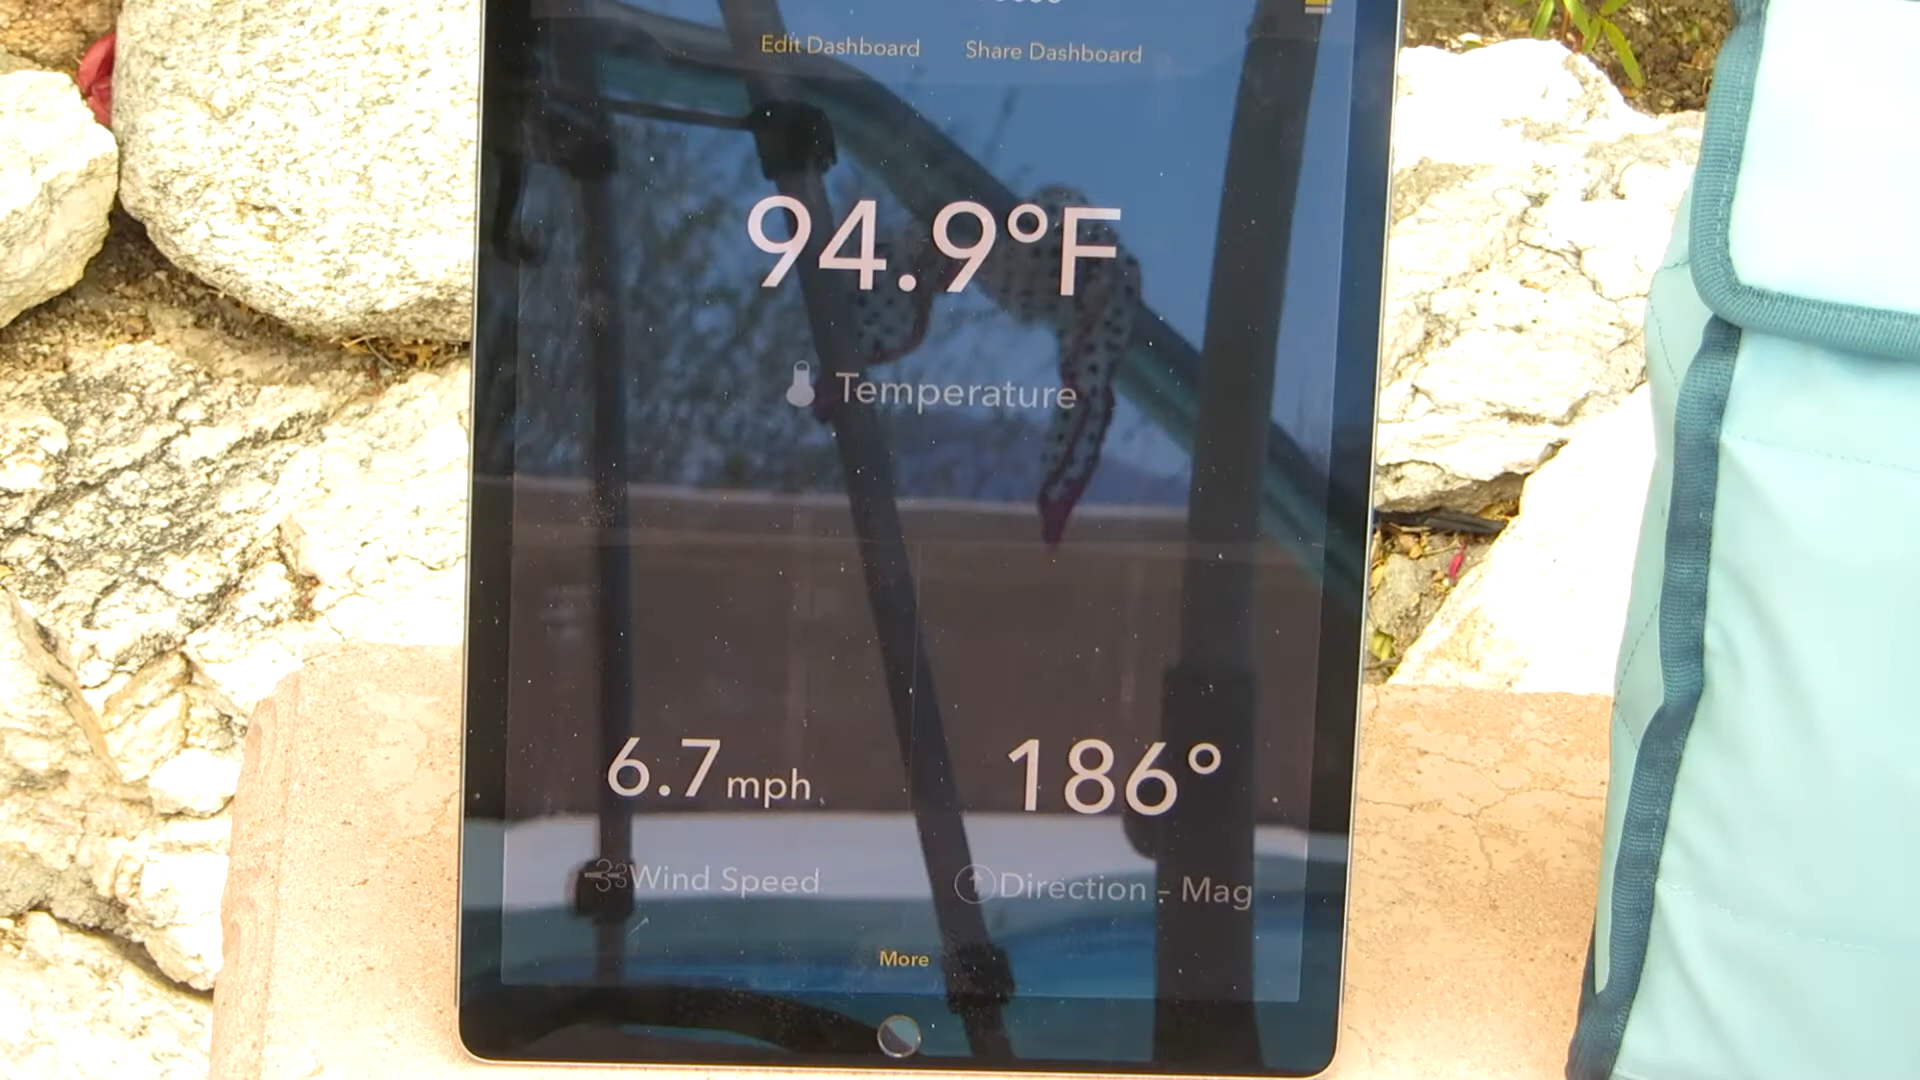 Edit Dashboard Share Dashboard
94.9°F
Temperature
6.7 mph 186°
Wind Speed Direction - Mag
More